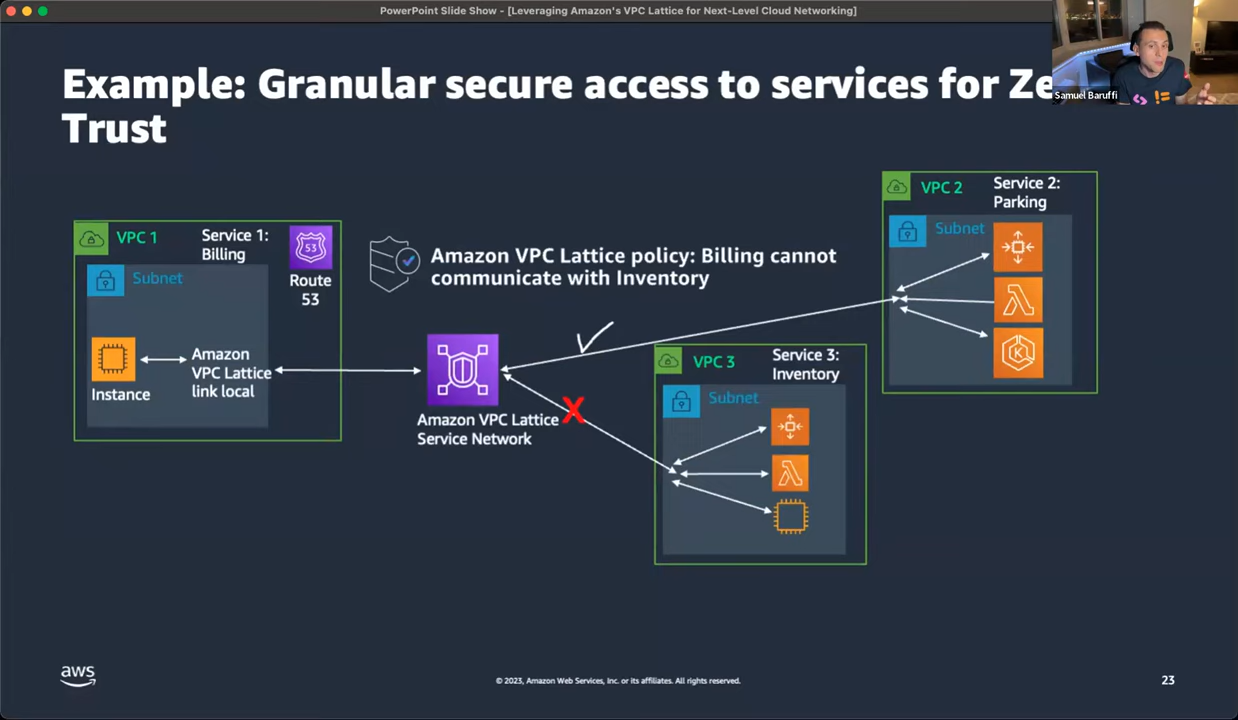 PowerPoint Slide Show - [Leveraging Amazon's VPC Lattice for Next-Level Cloud Networking]
Example: Granular secure access to services for
Trust
Samuel Baruffi
VPC 1
Service 1:
Billing
53
Route
53
Subnet
Instance
Amazon
VPC Lattice
link local
Amazon VPC Lattice policy: Billing cannot
communicate with Inventory
Amazon VPC Lattice
Service Network
X
VPC 2
Service 2:
Parking
Subnet
λ
K
VPC 3
Service 3:
Inventory
Subnet
λ
aws
© 2023, Amazon Web Services, Inc. or its affiliates. All rights reserved.
23